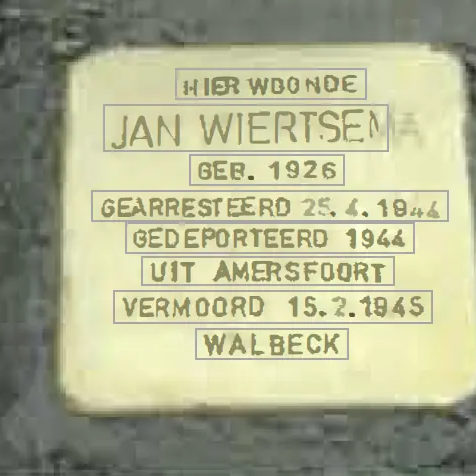 HIER WOONDE
JAN WIERTSEMA
GEB. 1926
GEARRESTEERD 25.4.1944
GEDEPORTEERD 1944
UIT AMERSFOORT
VERMOORD 15.2.1945
WALBECK